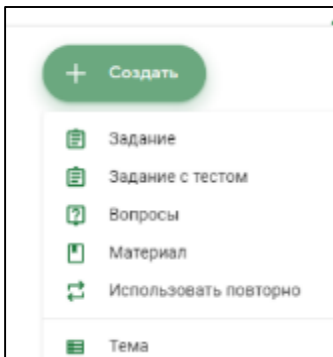 Создать
Задание
Задание с тестом
Вопросы
Материал
Использовать повторно
Тема